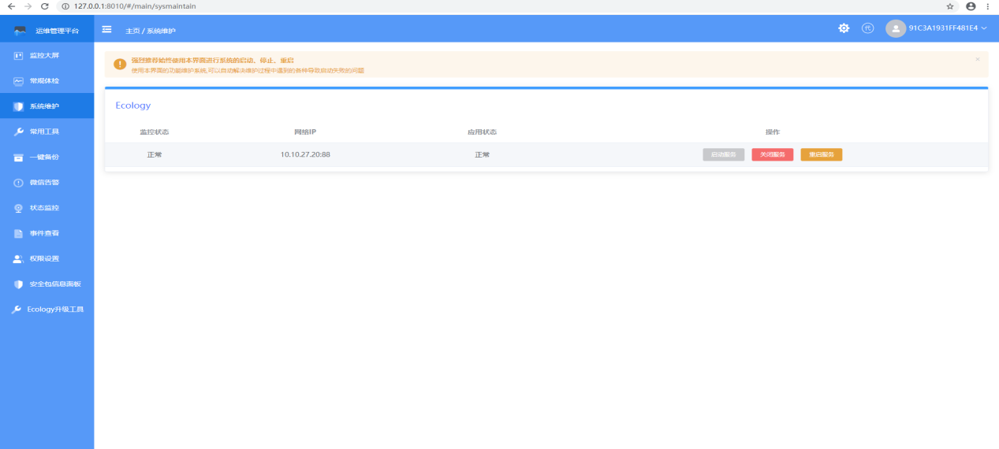 127.0.0.1:8010/#/main/sysmaintain
运维管理平台
主页 / 系统维护
代
91C3A1931FF481E4
监控大屏
常规体检
系统维护
常用工具
一键备份
微信告警
状态监控
事件查看
权限设置
安全包信息面板
Ecology升级工具
强烈推荐始终使用本界面进行系统的启动、停止、重启
使用本界面的功能维护系统,可以自动解决维护过程中遇到的各种导致启动失败的问题
Ecology
监控状态 网络IP 应用状态 操作
正常 10.10.27.20:88 正常 启动服务 关闭服务 重启服务